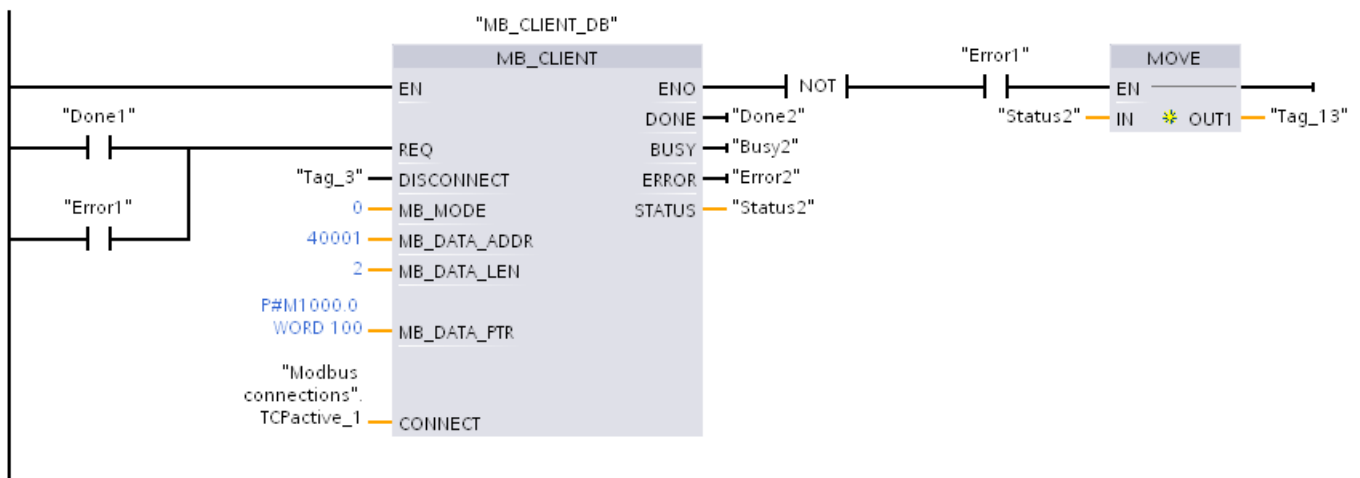 "MB_CLIENT_DB"
MB_CLIENT
"Error1"
MOVE
EN
ENO
NOT
EN
"Done1"
DONE
"Done2"
"Status2"
IN
OUT1
"Tag_13"
REQ
BUSY
"Busy2"
"Tag_3"
DISCONNECT
ERROR
"Error2"
"Error1"
0
MB_MODE
STATUS
"Status2"
40001
MB_DATA_ADDR
2
MB_DATA_LEN
P#M1000.0
WORD 100
MB_DATA_PTR
"Modbus
connections".
TCPactive_1
CONNECT